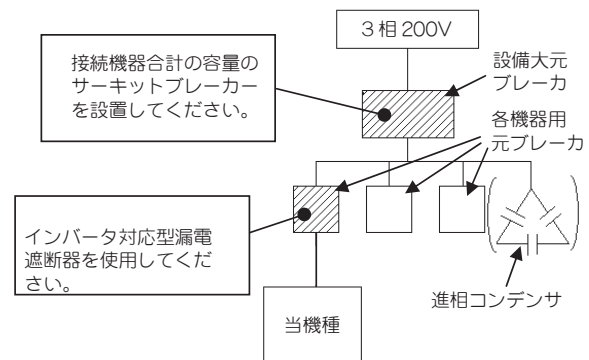 3相200V
接続機器合計の容量の
サーキットブレーカー
を設置してください。
設備大元
ブレーカ
各機器用
元ブレーカ
インバータ対応型漏電
遮断器を使用してくだ
さい。
進相コンデンサ
当機種